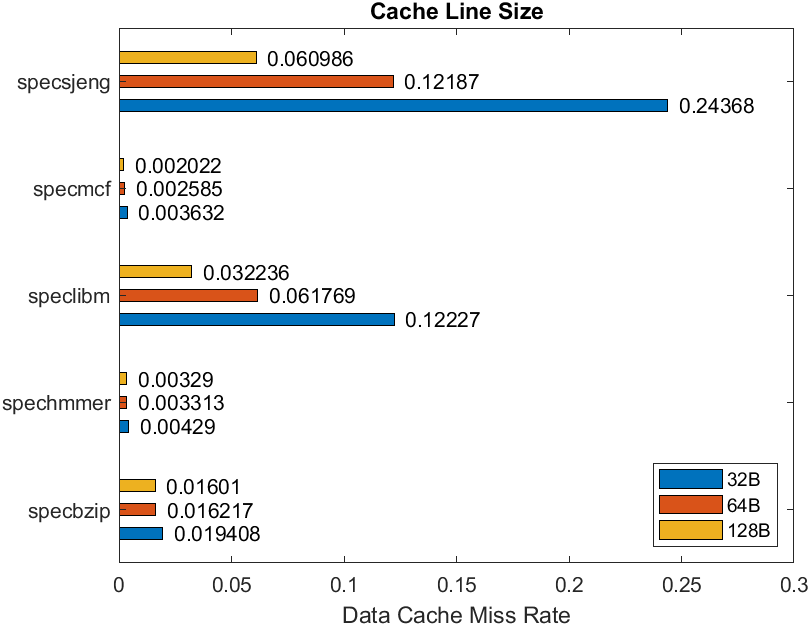 Cache Line Size
specsjeng
0.060986
0.12187
0.24368
specmcf
0.002022
0.002585
0.003632
speclibm
0.032236
0.061769
0.12227
spechmmer
0.00329
0.003313
0.00429
specbzip
0.01601
0.016217
0.019408
32B
64B
128B
0 0.05 0.1 0.15 0.2 0.25 0.3
Data Cache Miss Rate